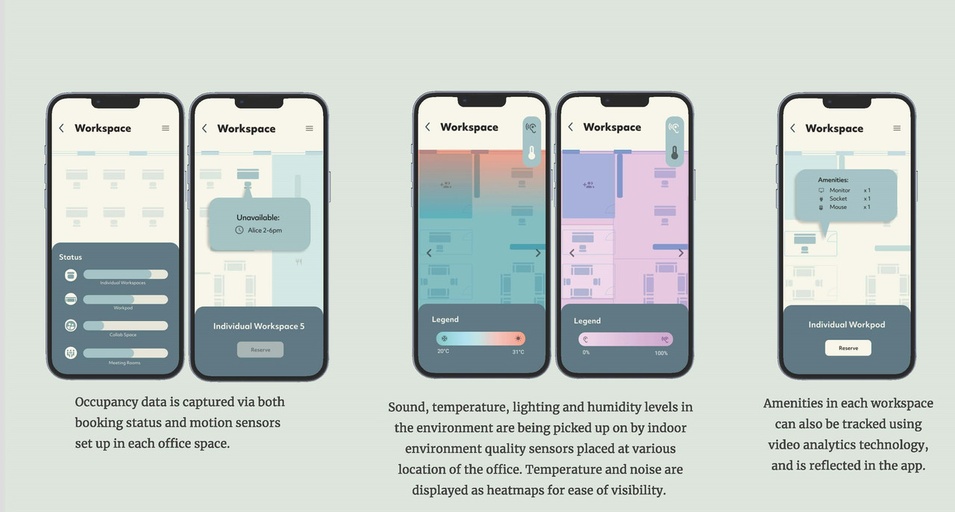 Workspace
Status
Individual Workspaces
Workpod
Collab Space
Meeting Rooms
Workspace
Unavailable:
Alice 2-6pm
Individual Workspace 5
Reserve
Occupancy data is captured via both
booking status and motion sensors
set up in each office space.
Workspace
Legend
20°C 31°C
Workspace
Legend
0% 100%
Sound, temperature, lighting and humidity levels in
the environment are being picked up on by indoor
environment quality sensors placed at various
location of the office. Temperature and noise are
displayed as heatmaps for ease of visibility.
Workspace
Amenities:
Monitor x 1
Socket x 1
Mouse x 1
Individual Workpod
Reserve
Amenities in each workspace
can also be tracked using
video analytics technology,
and is reflected in the app.